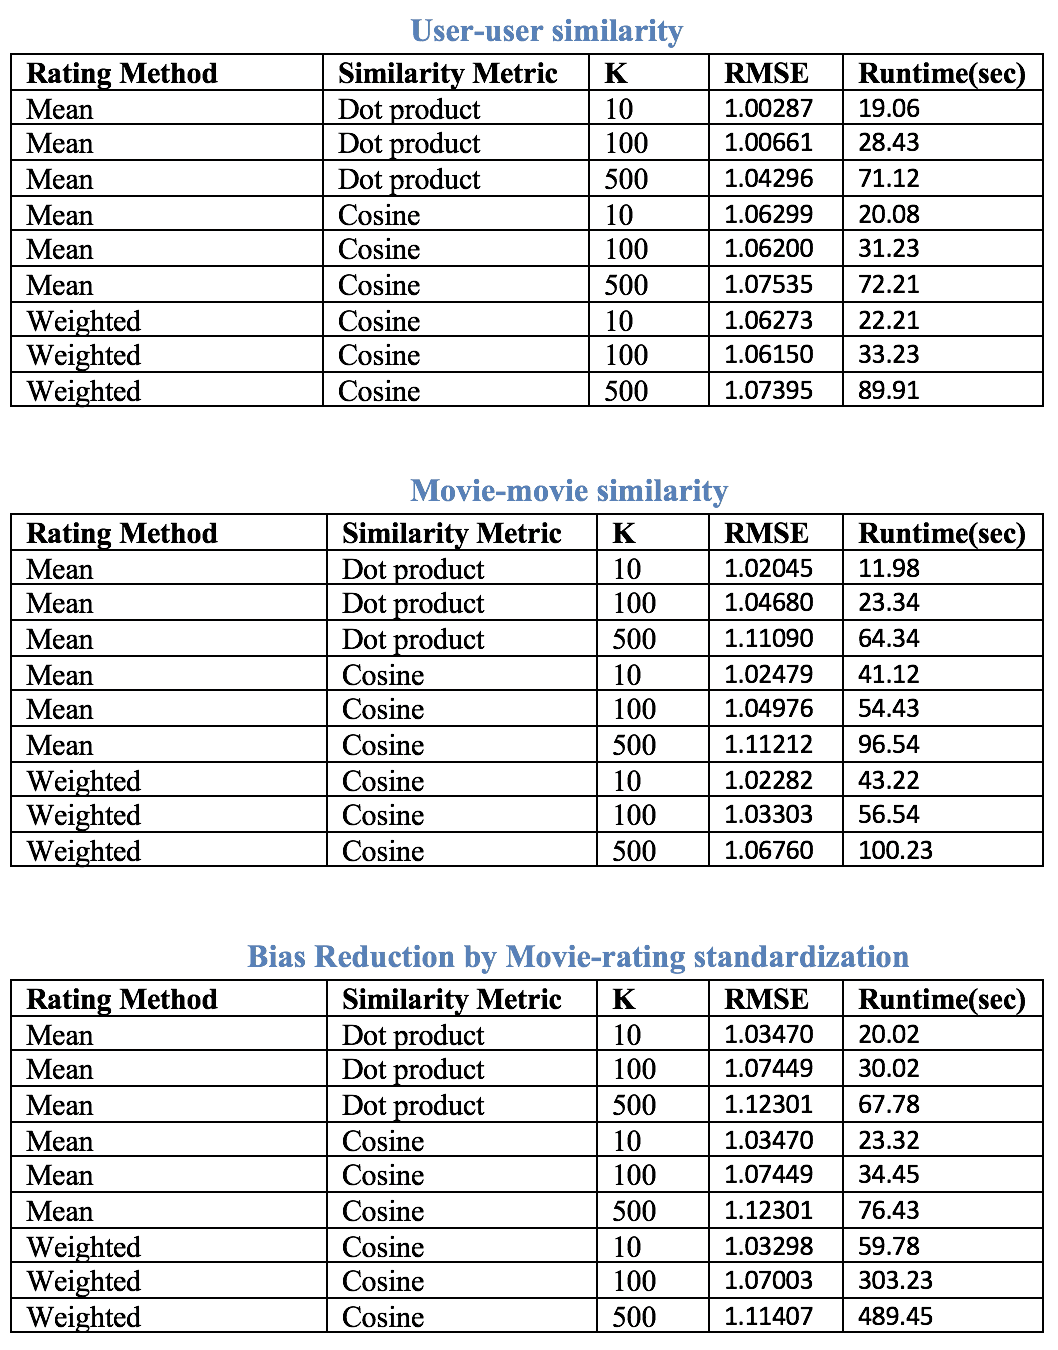 User-user similarity
Rating Method Similarity Metric K RMSE Runtime(sec)
Mean Dot product 10 1.00287 19.06
Mean Dot product 100 1.00661 28.43
Mean Dot product 500 1.04296 71.12
Mean Cosine 10 1.06299 20.08
Mean Cosine 100 1.06200 31.23
Mean Cosine 500 1.07535 72.21
Weighted Cosine 10 1.06273 22.21
Weighted Cosine 100 1.06150 33.23
Weighted Cosine 500 1.07395 89.91
Movie-movie similarity
Rating Method Similarity Metric K RMSE Runtime(sec)
Mean Dot product 10 1.02045 11.98
Mean Dot product 100 1.04680 23.34
Mean Dot product 500 1.11090 64.34
Mean Cosine 10 1.02479 41.12
Mean Cosine 100 1.04976 54.43
Mean Cosine 500 1.11212 96.54
Weighted Cosine 10 1.02282 43.22
Weighted Cosine 100 1.03303 56.54
Weighted Cosine 500 1.06760 100.23
Bias Reduction by Movie-rating standardization
Rating Method Similarity Metric K RMSE Runtime(sec)
Mean Dot product 10 1.03470 20.02
Mean Dot product 100 1.07449 30.02
Mean Dot product 500 1.12301 67.78
Mean Cosine 10 1.03470 23.32
Mean Cosine 100 1.07449 34.45
Mean Cosine 500 1.12301 76.43
Weighted Cosine 10 1.03298 59.78
Weighted Cosine 100 1.07003 303.23
Weighted Cosine 500 1.11407 489.45